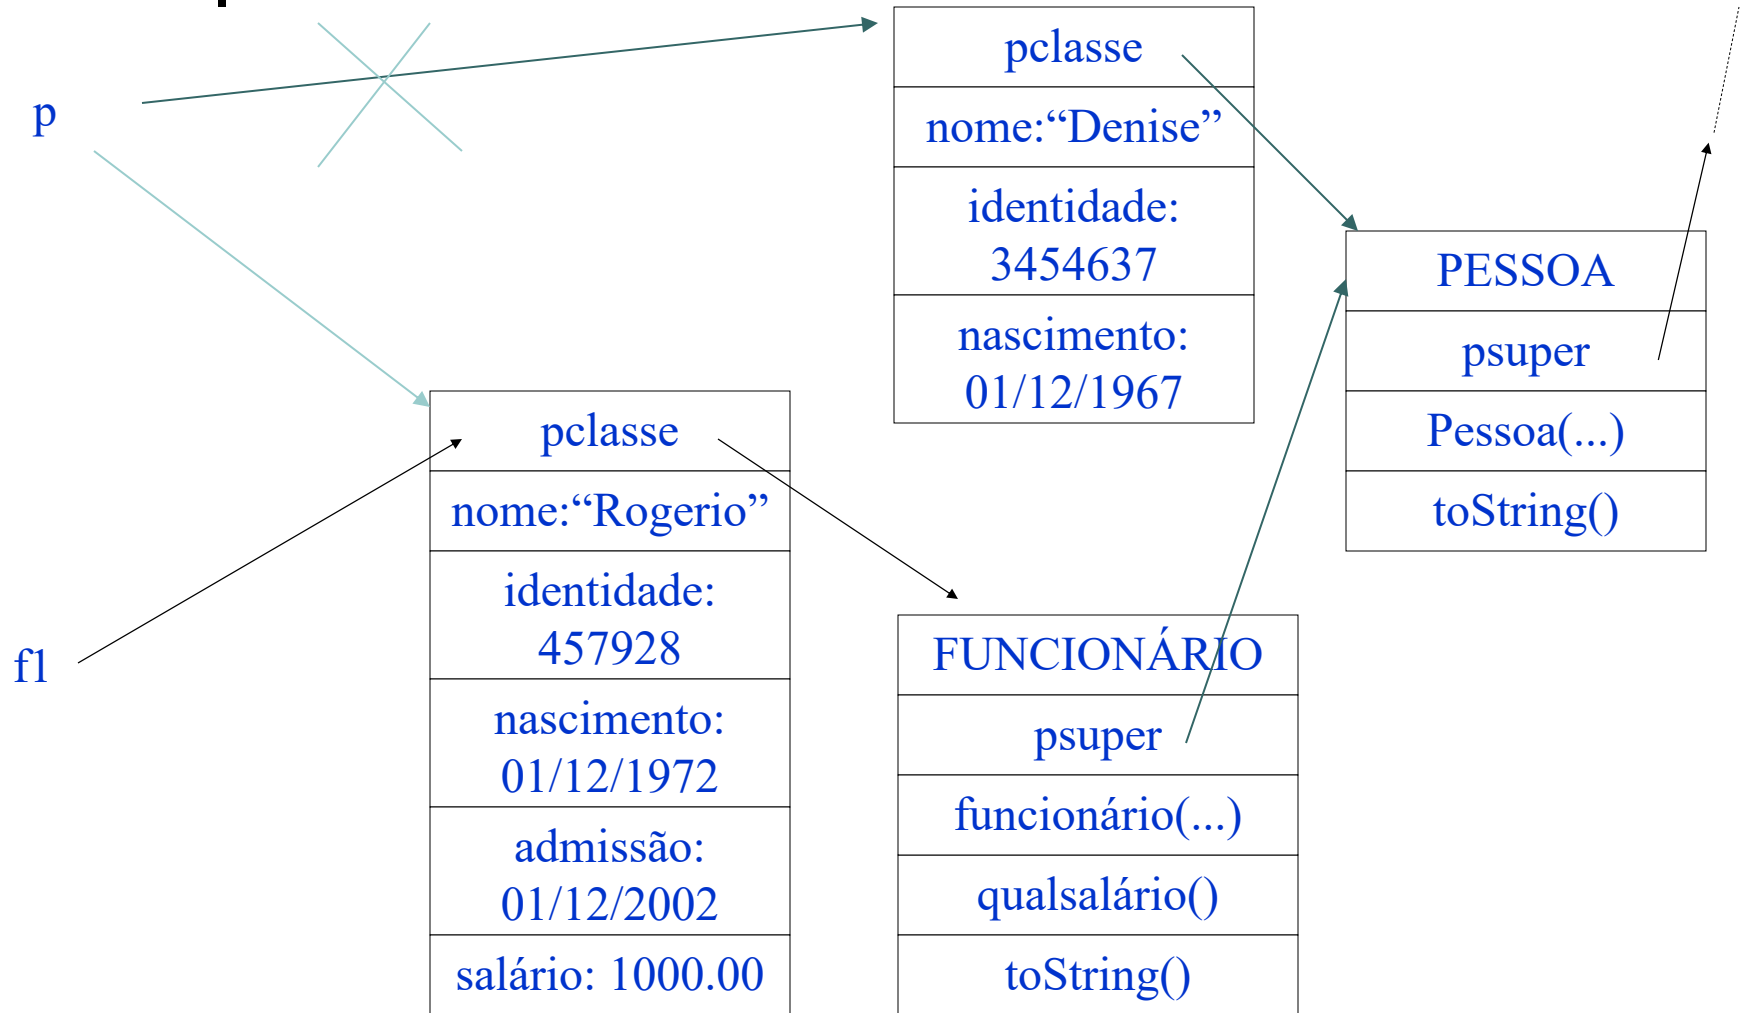 p
pclasse
nome:“Denise”
identidade:
3454637
nascimento:
01/12/1967
PESSOA
psuper
Pessoa(...)
toString()
f1
pclasse
nome:“Rogerio”
identidade:
457928
nascimento:
01/12/1972
admissão:
01/12/2002
salário: 1000.00
FUNCIONÁRIO
psuper
funcionário(...)
qualsalário()
toString()